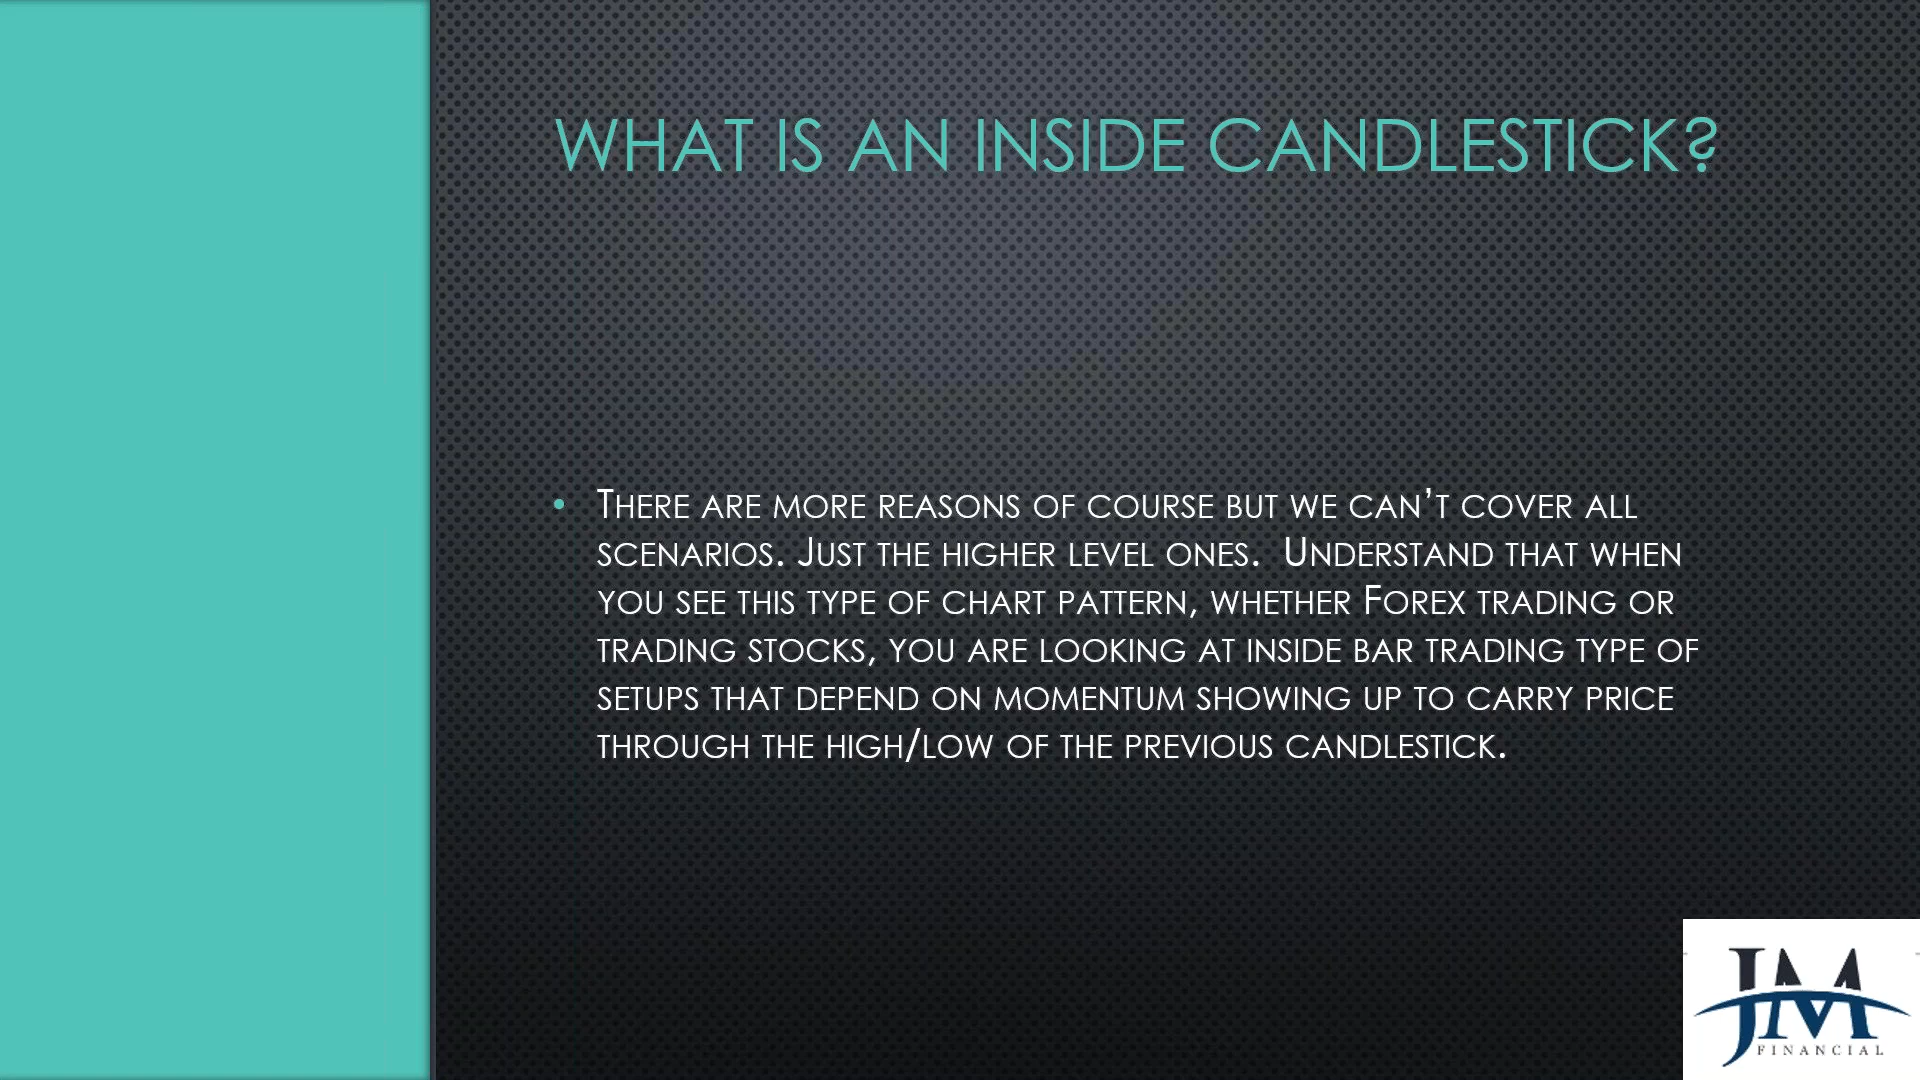 WHAT IS AN INSIDE CANDLESTICK?
• THERE ARE MORE REASONS OF COURSE BUT WE CAN’T COVER ALL
SCENARIOS. JUST THE HIGHER LEVEL ONES.  UNDERSTAND THAT WHEN
YOU SEE THIS TYPE OF CHART PATTERN, WHETHER FOREX TRADING OR
TRADING STOCKS, YOU ARE LOOKING AT INSIDE BAR TRADING TYPE OF
SETUPS THAT DEPEND ON MOMENTUM SHOWING UP TO CARRY PRICE
THROUGH THE HIGH/LOW OF THE PREVIOUS CANDLESTICK.
JM
FINANCIAL